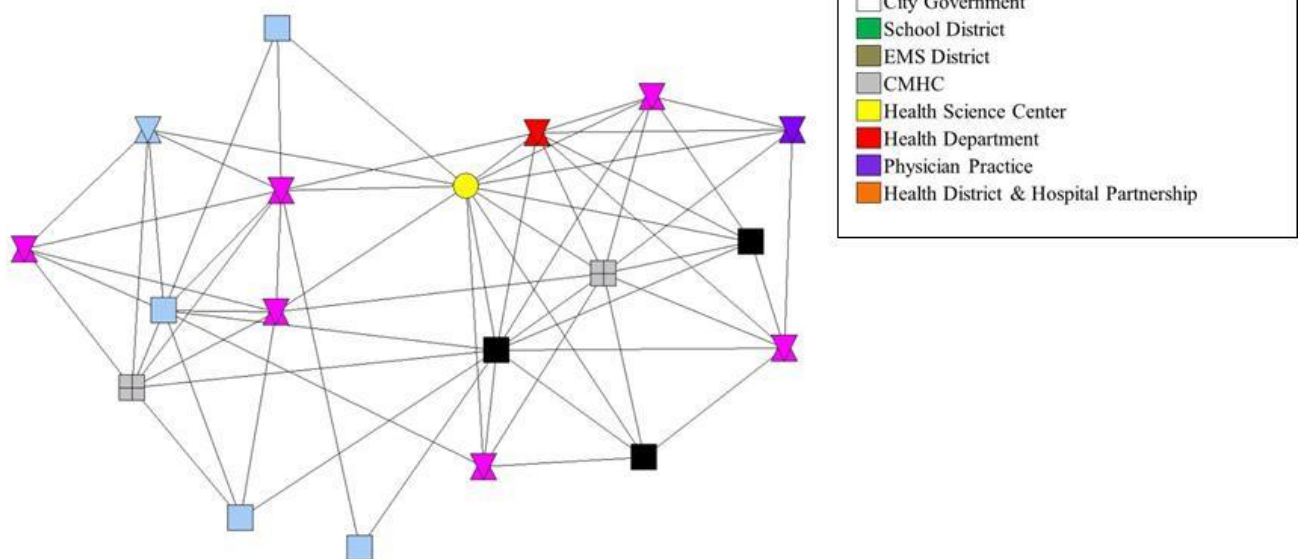 City Government
School District
EMS District
CMHC
Health Science Center
Health Department
Physician Practice
Health District & Hospital Partnership